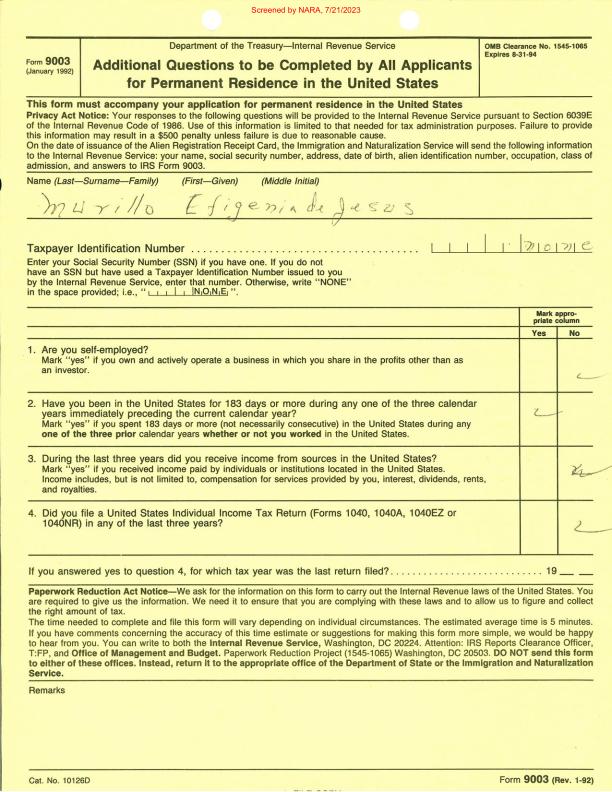 Screened by NARA, 7/21/2023
Form 9003
(January 1992)
Department of the Treasury—Internal Revenue Service
Additional Questions to be Completed by All Applicants
for Permanent Residence in the United States
OMB Clearance No. 1545-1065
Expires 8-31-94
This form must accompany your application for permanent residence in the United States
Privacy Act Notice: Your responses to the following questions will be provided to the Internal Revenue Service pursuant to Section 6039E
of the Internal Revenue Code of 1986. Use of this information is limited to that needed for tax administration purposes. Failure to provide
this information may result in a $500 penalty unless failure is due to reasonable cause.
On the date of issuance of the Alien Registration Receipt Card, the Immigration and Naturalization Service will send the following information
to the Internal Revenue Service: your name, social security number, address, date of birth, alien identification number, occupation, class of
admission, and answers to IRS Form 9003.
Name (Last—Surname—Family) (First—Given) (Middle Initial)
Murillo Efigenia de Jesus
Taxpayer Identification Number . . . . . . . . . . . . . . . . . . . . . . . . . . . . . . . . . . . none
Enter your Social Security Number (SSN) if you have one. If you do not
have an SSN but have used a Taxpayer Identification Number issued to you
by the Internal Revenue Service, enter that number. Otherwise, write "NONE"
in the space provided; i.e., "NONE".
Mark appro-
priate column
Yes No
1. Are you self-employed?
Mark "yes" if you own and actively operate a business in which you share in the profits other than as
an investor.
2. Have you been in the United States for 183 days or more during any one of the three calendar
years immediately preceding the current calendar year?
Mark "yes" if you spent 183 days or more (not necessarily consecutive) in the United States during any
one of the three prior calendar years whether or not you worked in the United States.
3. During the last three years did you receive income from sources in the United States?
Mark "yes" if you received income paid by individuals or institutions located in the United States.
Income includes, but is not limited to, compensation for services provided by you, interest, dividends, rents,
and royalties.
4. Did you file a United States Individual Income Tax Return (Forms 1040, 1040A, 1040EZ or
1040NR) in any of the last three years?
If you answered yes to question 4, for which tax year was the last return filed? . . . . . . . . . . . . . . . . . . . . . . . . . 19 __ __
Paperwork Reduction Act Notice—We ask for the information on this form to carry out the Internal Revenue laws of the United States. You
are required to give us the information. We need it to ensure that you are complying with these laws and to allow us to figure and collect
the right amount of tax.
The time needed to complete and file this form will vary depending on individual circumstances. The estimated average time is 5 minutes.
If you have comments concerning the accuracy of this time estimate or suggestions for making this form more simple, we would be happy
to hear from you. You can write to both the Internal Revenue Service, Washington, DC 20224. Attention: IRS Reports Clearance Officer,
T:FP, and Office of Management and Budget. Paperwork Reduction Project (1545-1065) Washington, DC 20503. DO NOT send this form
to either of these offices. Instead, return it to the appropriate office of the Department of State or the Immigration and Naturalization
Service.
Remarks
Cat. No. 10126D
Form 9003 (Rev. 1-92)